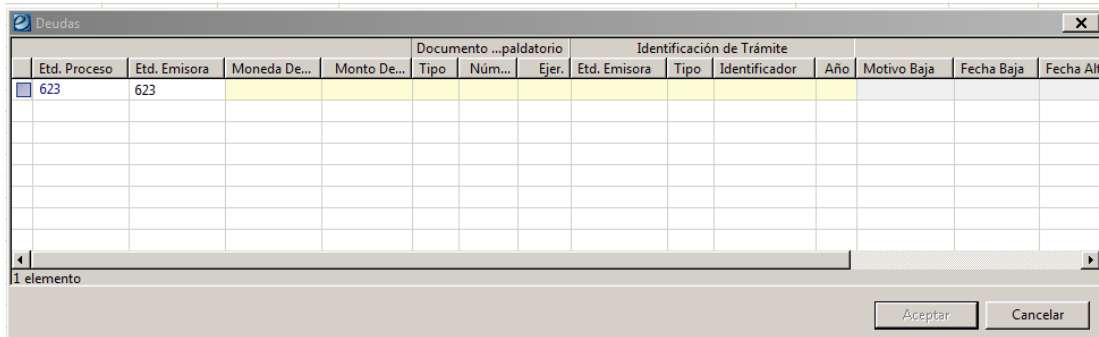 Deudas
Documento ...paldatorio Identificación de Trámite
Etd. Proceso Etd. Emisora Moneda De... Monto De... Tipo Núm... Ejer. Etd. Emisora Tipo Identificador Año Motivo Baja Fecha Baja Fecha Alt
623 623
1 elemento
Aceptar Cancelar